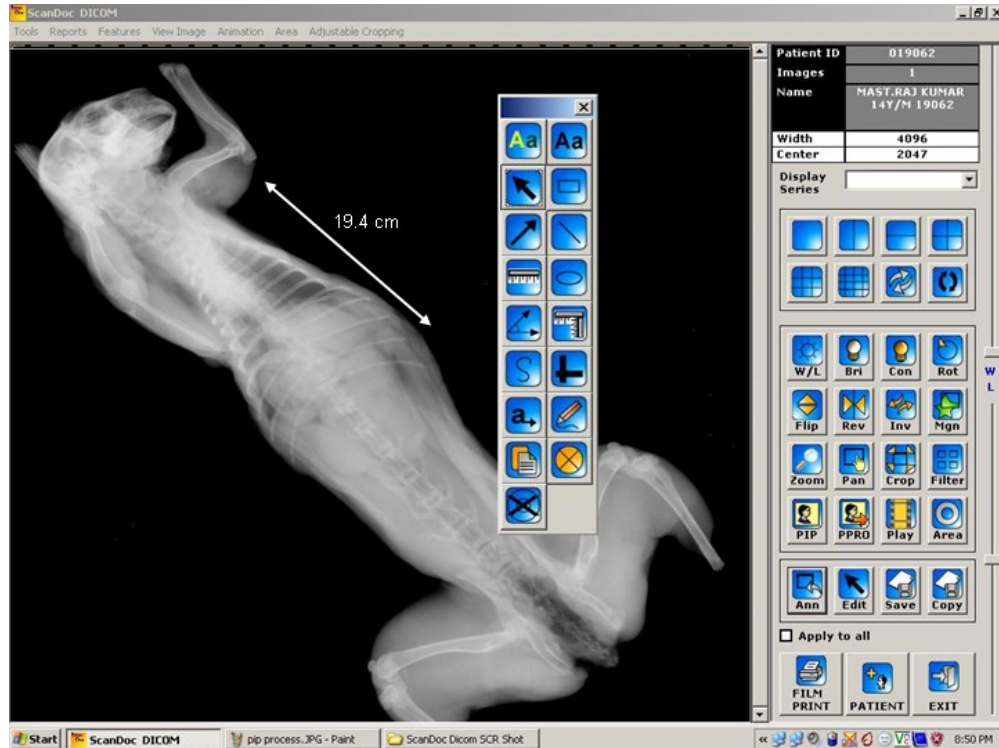 ScanDoc DICOM
Tools Reports Features View Image Animation Area Adjustable Cropping
19.4 cm
Aa Aa
S
a
Patient ID 019062
Images 1
Name MAST.RAJ KUMAR
14Y/M 19062
Width 4096
Center 2047
Display
Series
W/L Bri Con Rot
W
L
Flip Rev Inv Mgn
Zoom Pan Crop Filter
PIP PPRO Play Area
Ann Edit Save Copy
Apply to all
FILM
PRINT PATIENT EXIT
Start ScanDoc DICOM pip process.JPG - Paint ScanDoc Dicom SCR Shot 8:50 PM